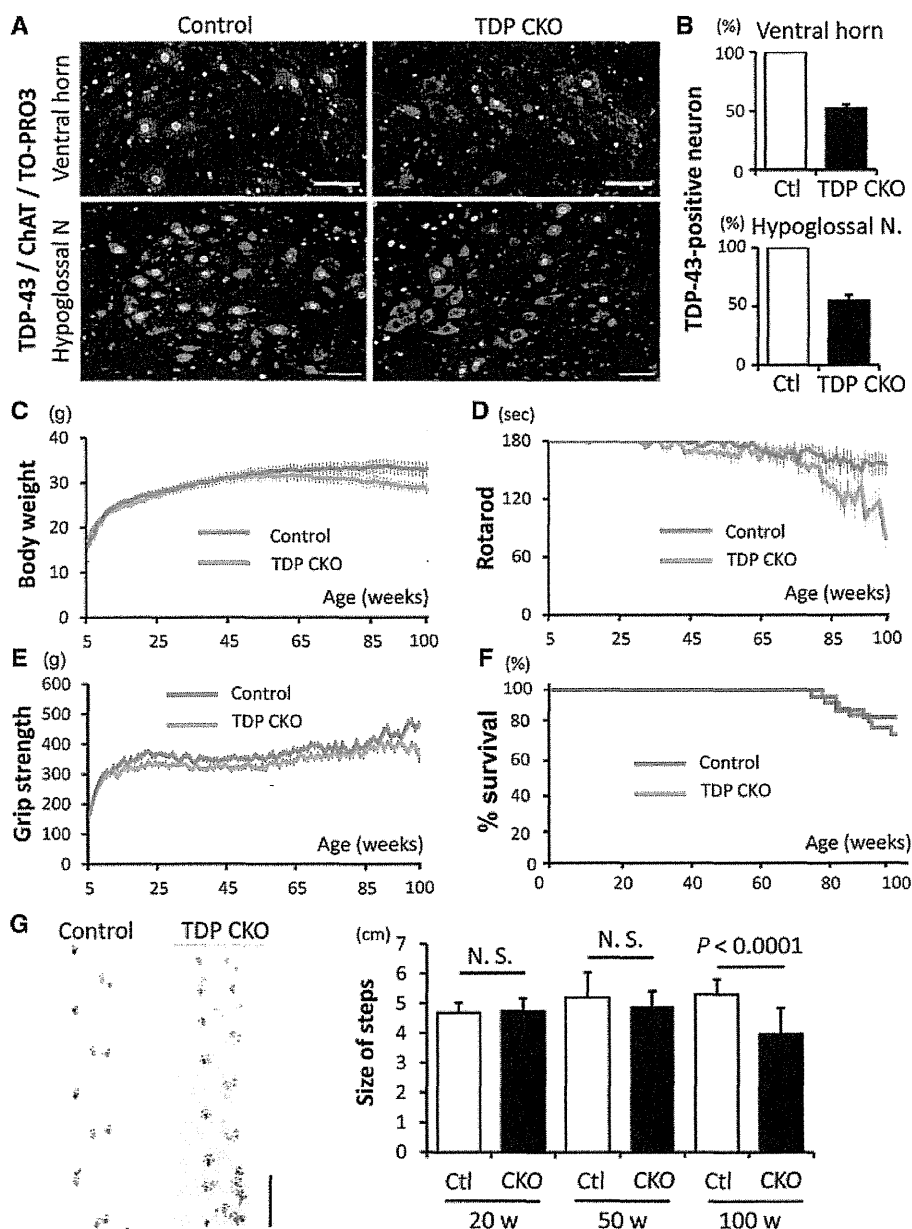 A
Control
TDP CKO
TDP-43 / ChAT / TO-PRO3
Ventral horn
Hypoglossal N
B
(%)
Ventral horn
100
50
0
Ctl
TDP CKO
(%)
Hypoglossal N.
100
50
0
Ctl
TDP CKO
TDP-43-positive neuron
C
(g)
Body weight
40
30
20
10
0
Control
TDP CKO
Age (weeks)
5 25 45 65 85 100
D
(sec)
Rotarod
180
120
60
0
Control
TDP CKO
Age (weeks)
5 25 45 65 85 100
E
(g)
Grip strength
600
500
400
300
200
100
0
Control
TDP CKO
Age (weeks)
5 25 45 65 85 100
F
(%)
% survival
100
80
60
40
20
0
Control
TDP CKO
Age (weeks)
0 20 40 60 80 100
G
Control
TDP CKO
(cm)
Size of steps
7
6
5
4
3
2
1
0
N. S.
N. S.
P < 0.0001
Ctl CKO Ctl CKO Ctl CKO
20 w 50 w 100 w